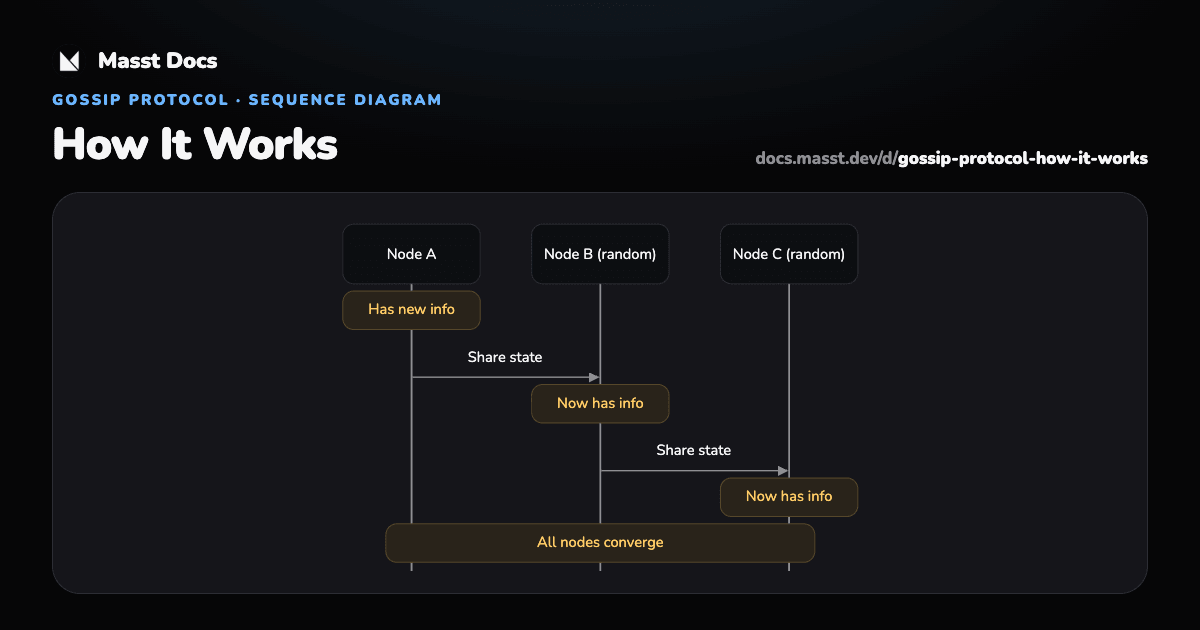 Masst Docs
GOSSIP PROTOCOL · SEQUENCE DIAGRAM
How It Works
docs.masst.dev/d/gossip-protocol-how-it-works
Node A
Node B (random)
Node C (random)
Has new info
Share state
Now has info
Share state
Now has info
All nodes converge